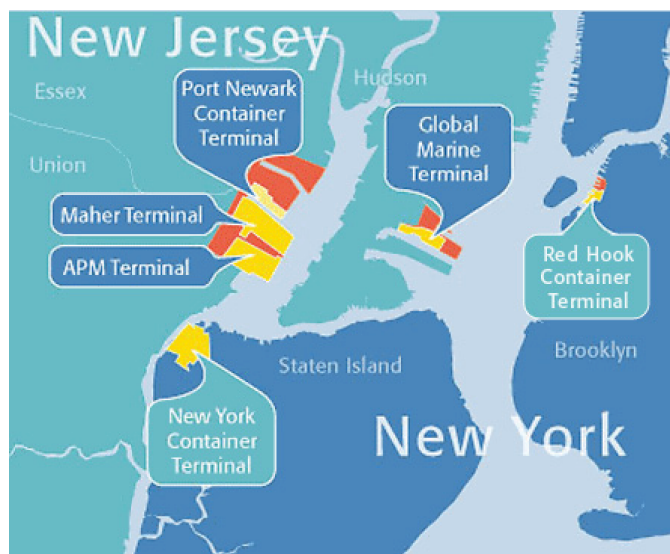 New Jersey
Essex
Hudson
Port Newark
Container
Terminal
Global
Marine
Terminal
Union
Maher Terminal
APM Terminal
Red Hook
Container
Terminal
Staten Island
Brooklyn
New York
Container
Terminal
New York